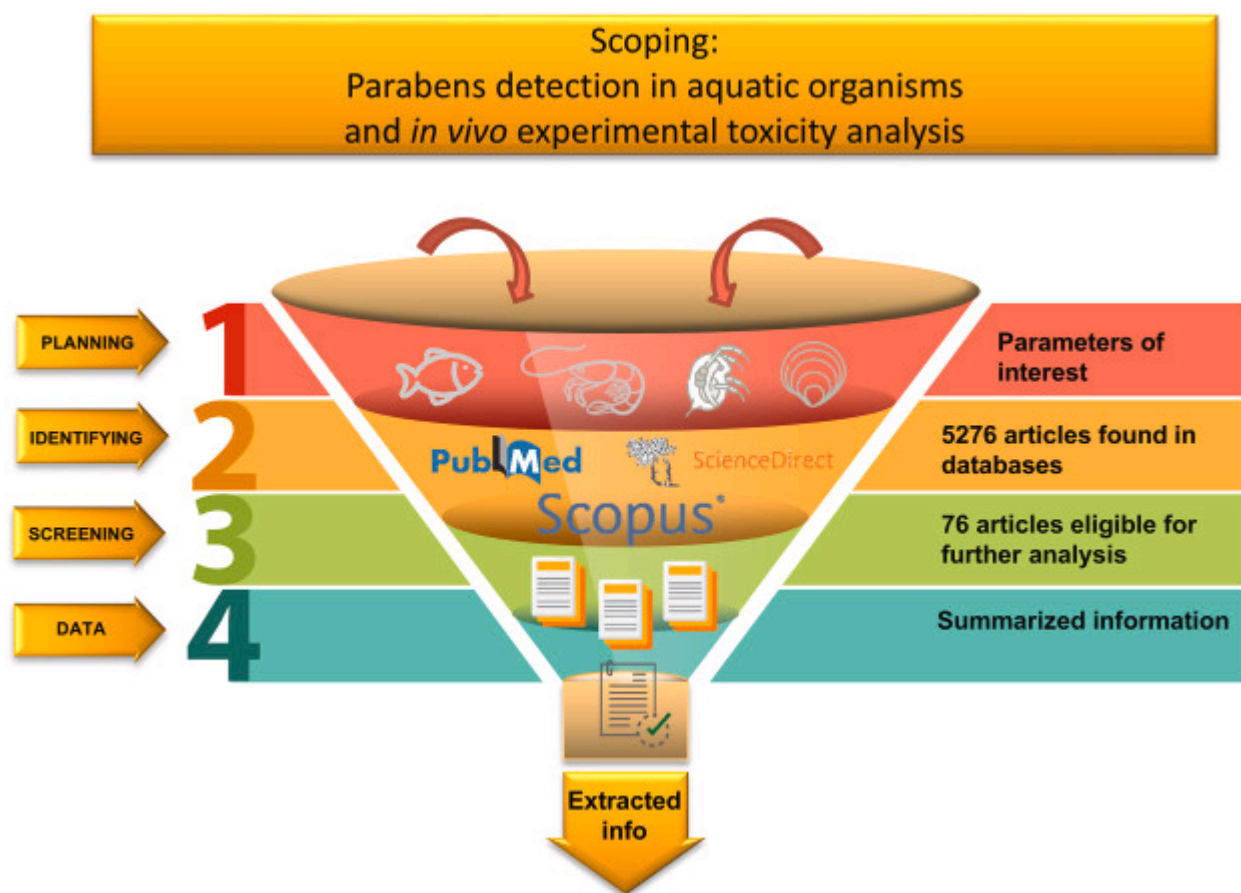 Scoping:
Parabens detection in aquatic organisms
and in vivo experimental toxicity analysis
PLANNING
1
Parameters of
interest
IDENTIFYING
2
PubMed
ScienceDirect
Scopus®
5276 articles found in
databases
SCREENING
3
76 articles eligible for
further analysis
DATA
4
Summarized information
Extracted
info